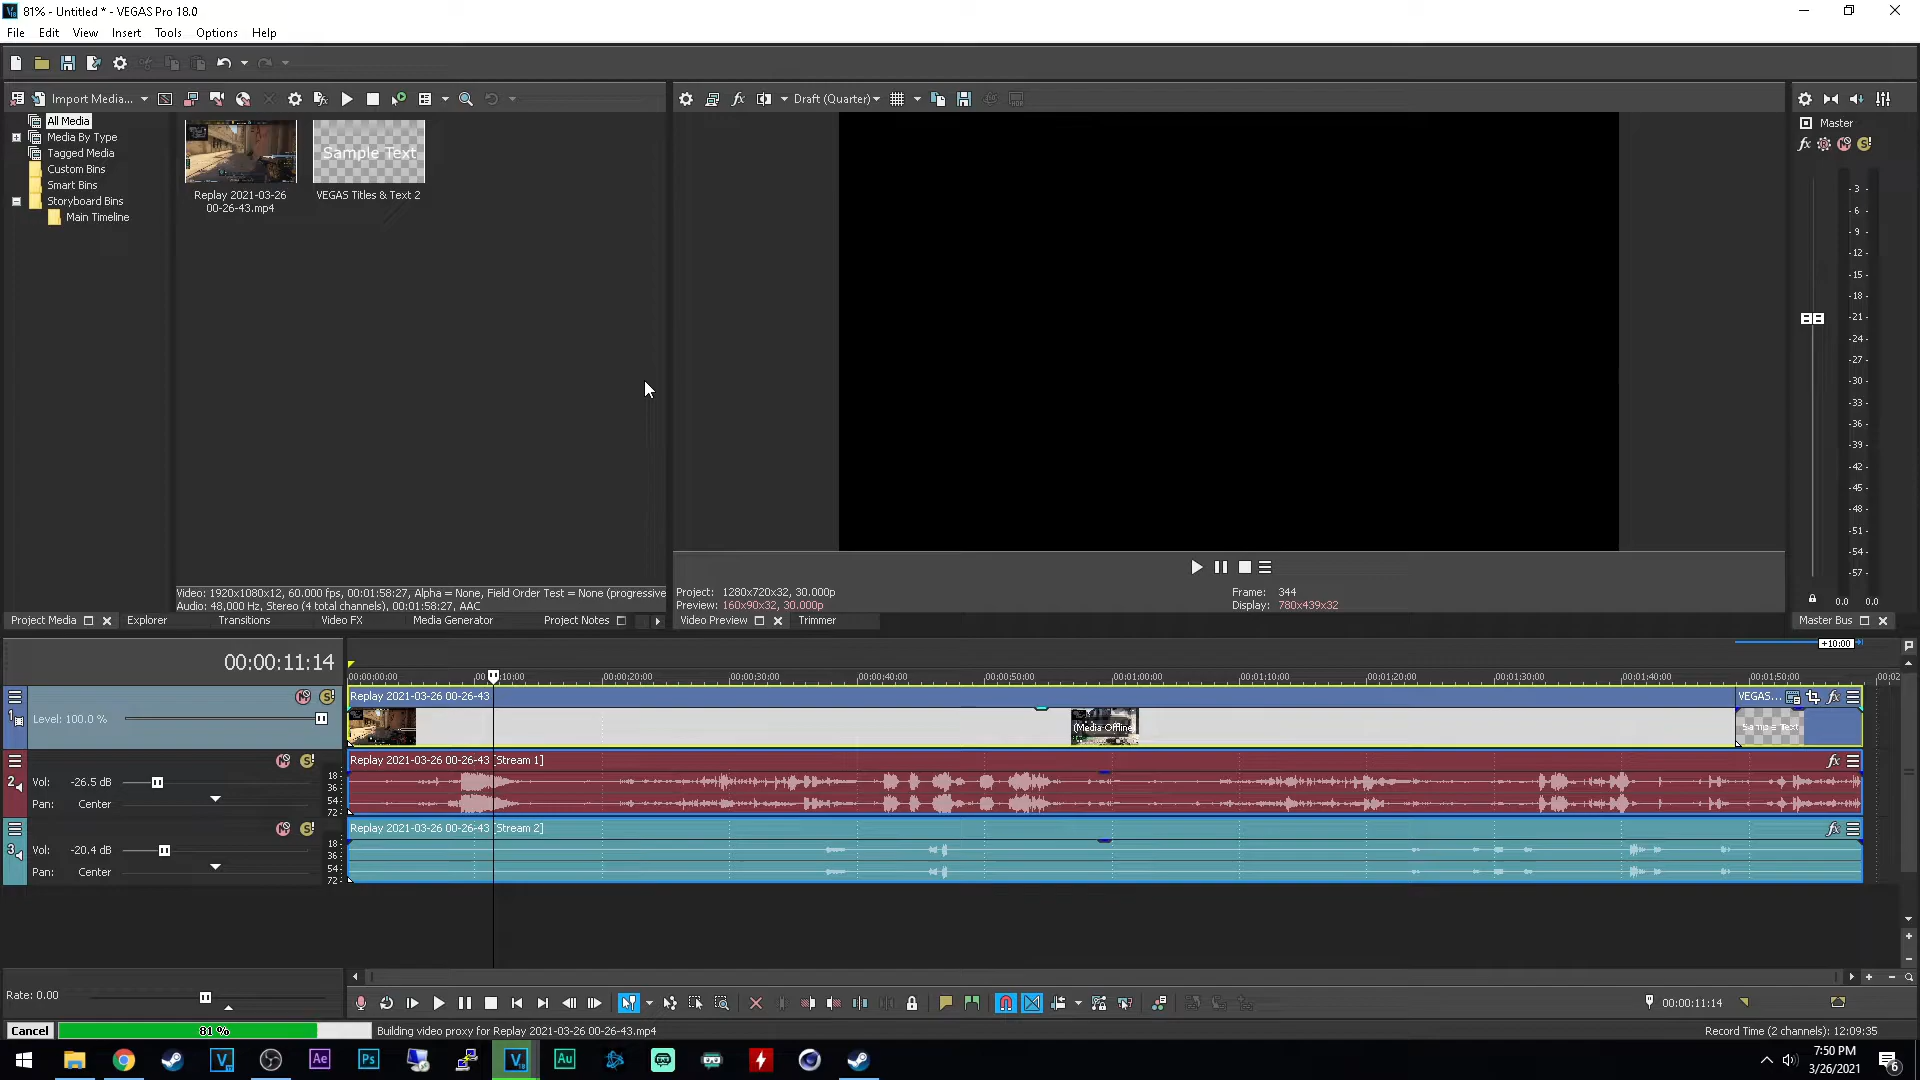 81% - Untitled * - VEGAS Pro 18.0
File Edit View Insert Tools Options Help
Import Media...
Draft (Quarter)
All Media
Media By Type
Tagged Media
Custom Bins
Smart Bins
Storyboard Bins
Main Timeline
Sample Text
Replay 2021-03-26
00-26-43.mp4
VEGAS Titles & Text 2
Master
fx
3 -
6 -
9 -
-12 -
-15 -
-18 -
-21 -
-24 -
-27 -
-30 -
-33 -
-36 -
-39 -
-42 -
-45 -
-48 -
-51 -
-54 -
-57 -
0.0 0.0
Video: 1920x1080x12, 60.000 fps, 00:01:58:27, Alpha = None, Field Order Test = None (progressive
Audio: 48,000 Hz, Stereo (4 total channels), 00:01:58:27, AAC
Project: 1280x720x32, 30.000p
Preview: 160x90x32, 30.000p
Frame: 344
Display: 780x439x32
Project Media Explorer Transitions Video FX Media Generator Project Notes
Video Preview Trimmer
Master Bus
+10:00
00:00:11:14
00:00:00:00 00:00:10:00 00:00:20:00 00:00:30:00 00:00:40:00 00:00:50:00 00:01:00:00 00:01:10:00 00:01:20:00 00:01:30:00 00:01:40:00 00:01:50:00 00:02
1
Level: 100.0 %
Replay 2021-03-26 00-26-43
(Media Offline
VEGAS...
Sample Text
2
Vol: -26.5 dB
Pan: Center
18
36
54
72
Replay 2021-03-26 00-26-43 [Stream 1]
3
Vol: -20.4 dB
Pan: Center
18
36
54
72
Replay 2021-03-26 00-26-43 [Stream 2]
Rate: 0.00
00:00:11:14
Cancel
81 %
Building video proxy for Replay 2021-03-26 00-26-43.mp4
Record Time (2 channels): 12:09:35
Ae
Ps
Au
7:50 PM
3/26/2021
6